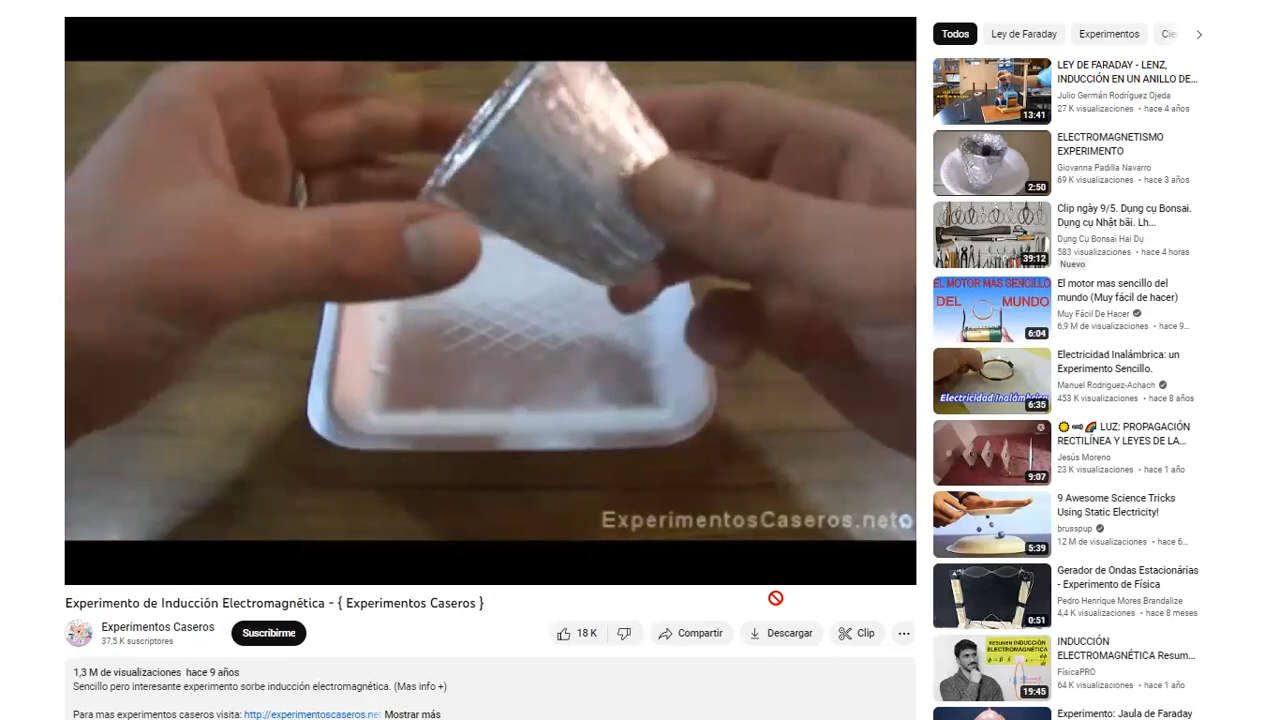 ExperimentosCaseros.net
Experimento de Inducción Electromagnética - { Experimentos Caseros }
Experimentos Caseros
37,5 K suscriptores
Suscribirme
18 K
Compartir
Descargar
Clip
1,3 M de visualizaciones hace 9 años
Sencillo pero interesante experimento sorbe inducción electromagnética. (Mas info +)
Para mas experimentos caseros visita: http://experimentoscaseros.ne Mostrar más
Todos
Ley de Faraday
Experimentos
Cie
13:41
LEY DE FARADAY - LENZ,
INDUCCIÓN EN UN ANILLO DE...
Julio Germán Rodríguez Ojeda
27 K visualizaciones • hace 4 años
2:50
ELECTROMAGNETISMO
EXPERIMENTO
Giovanna Padilla Navarro
69 K visualizaciones • hace 3 años
39:12
Clip ngày 9/5. Dụng cụ Bonsai.
Dụng cụ Nhật bãi. Lh...
Dụng Cụ Bonsai Hai Dụ
583 visualizaciones • hace 4 horas
Nuevo
EL MOTOR MAS SENCILLO
DEL MUNDO
6:04
El motor mas sencillo del
mundo (Muy fácil de hacer)
Muy Fácil De Hacer
6,9 M de visualizaciones • hace 9...
Electricidad Inalámbrica
6:35
Electricidad Inalámbrica: un
Experimento Sencillo.
Manuel Rodriguez-Achach
453 K visualizaciones • hace 8 años
9:07
LUZ: PROPAGACIÓN
RECTILÍNEA Y LEYES DE LA...
Jesús Moreno
23 K visualizaciones • hace 1 año
5:39
9 Awesome Science Tricks
Using Static Electricity!
brusspup
12 M de visualizaciones • hace 6...
0:51
Gerador de Ondas Estacionárias
- Experimento de Física
Pedro Henrique Mores Brandalize
4,4 K visualizaciones • hace 8 meses
RESUMEN INDUCCIÓN
ELECTROMAGNÉTICA
19:45
INDUCCIÓN
ELECTROMAGNÉTICA Resum...
FísicaPRO
64 K visualizaciones • hace 1 año
Experimento: Jaula de Faraday